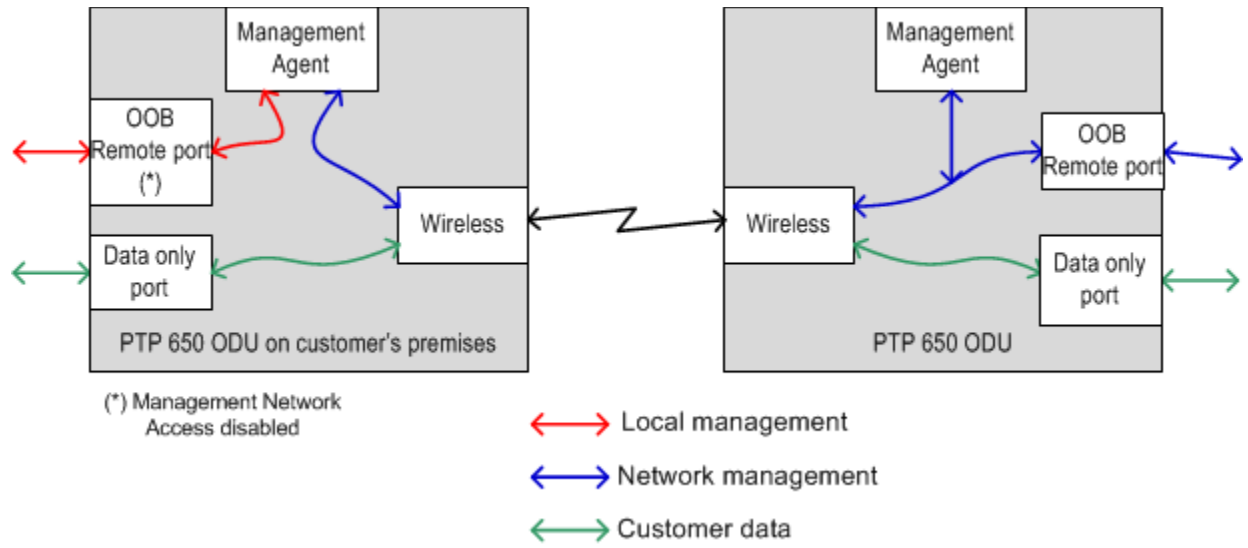 Management
Agent
OOB
Remote port
(*)
Data only
port
Wireless
PTP 650 ODU on customer's premises
(*) Management Network
Access disabled
Management
Agent
OOB
Remote port
Wireless
Data only
port
PTP 650 ODU
Local management
Network management
Customer data